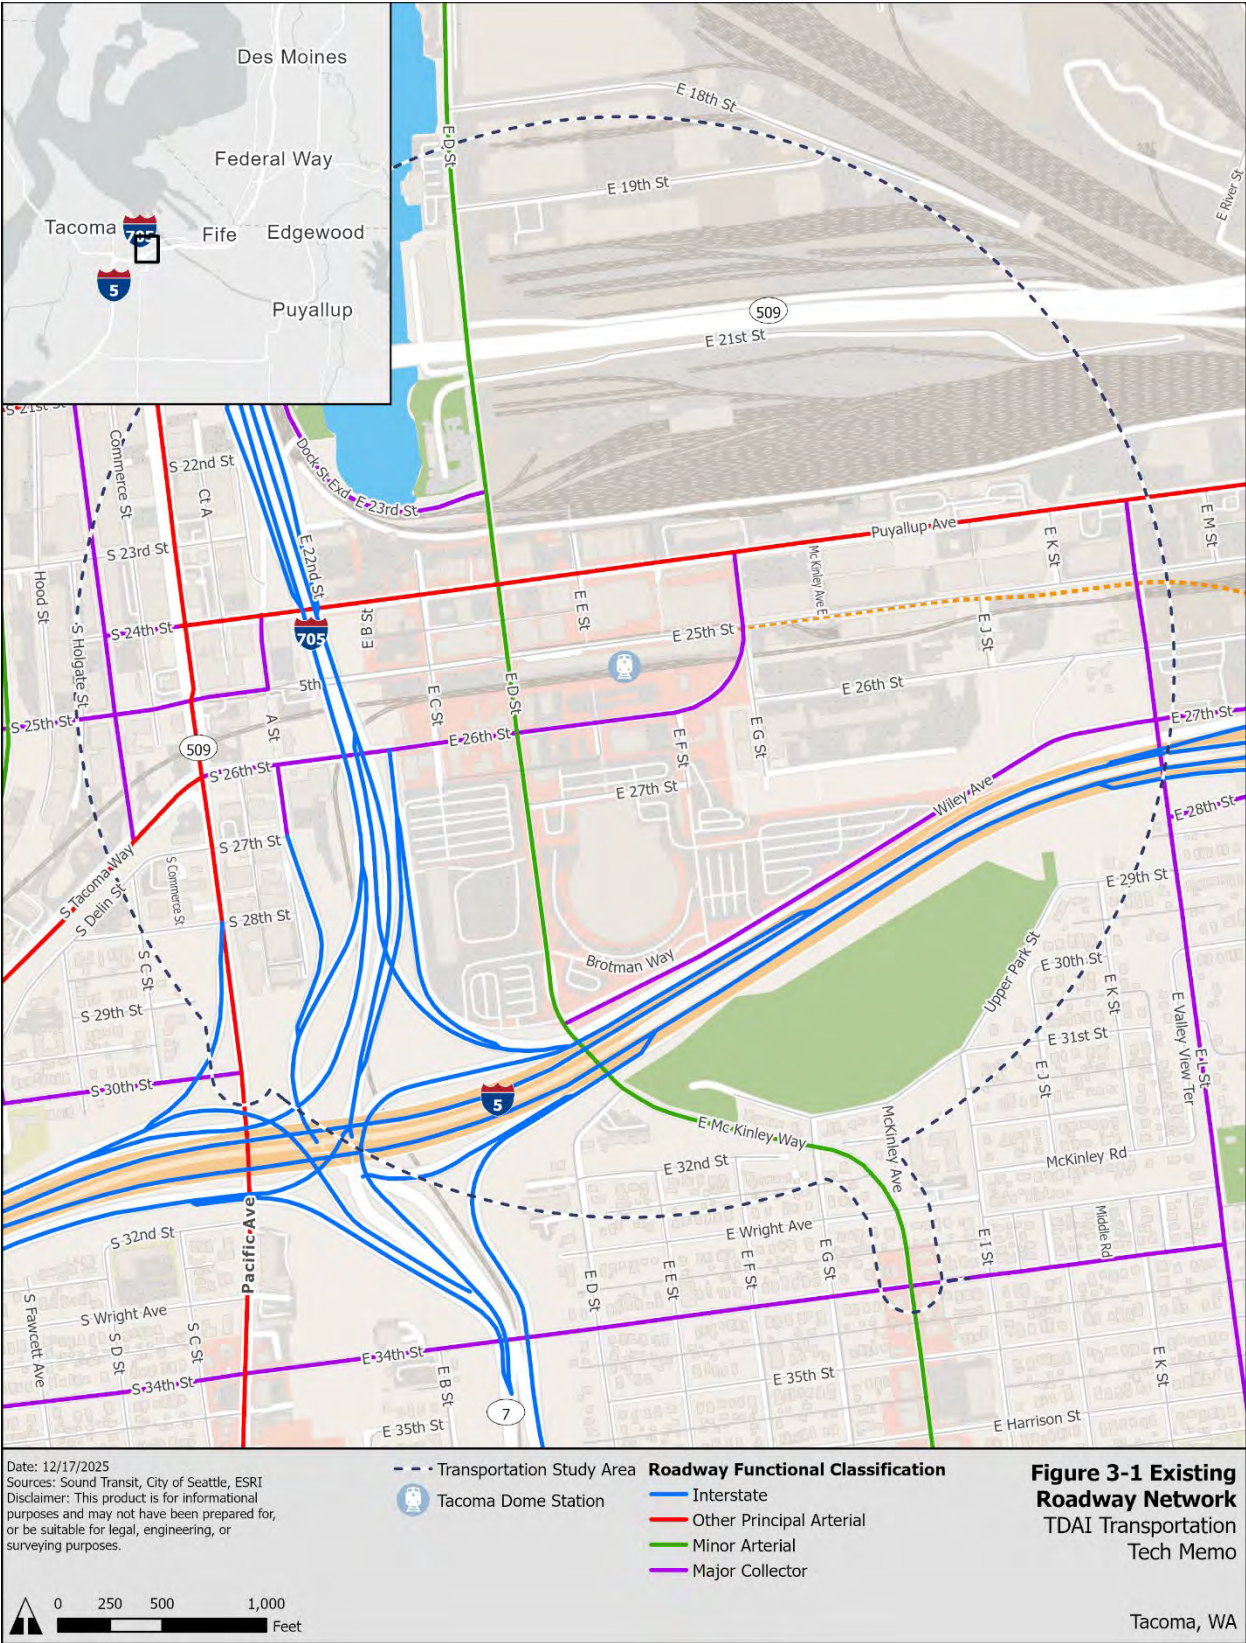 Des Moines
Federal Way
Tacoma
705
Fife
Edgewood
5
Puyallup
E 18th St
E D St
E 19th St
E River St
509
E 21st St
S 21st St
Commerce St
S 22nd St
Ct A
Dock St Exd
E 23rd St
Puyallup Ave
E M St
E K St
S 23rd St
E 22nd St
Mc Kinley Ave E
Hood St
E E St
E B St
S 24th St
705
E 25th St
E J St
S Holgate St
5th
E 26th St
E C St
E D St
S 25th St
A St
E 26th St
E F St
E G St
E 27th St
509
S 26th St
E 27th St
Wiley Ave
E 28th St
S 27th St
S Tacoma Way
S Delin St
S Commerce St
S 28th St
E 29th St
Brotman Way
S C St
Upper Park St
E 30th St
E K St
S 29th St
E Valley View Ter
E 31st St
E L St
E J St
S 30th St
5
E Mc Kinley Way
McKinley Ave
E 32nd St
McKinley Rd
Pacific Ave
S 32nd St
E Wright Ave
Middle Rd
E I St
E G St
E F St
E E St
E D St
S Wright Ave
S Fawcett Ave
S D St
S C St
E 34th St
S 34th St
E B St
E 35th St
E K St
7
E 35th St
E Harrison St
Date: 12/17/2025
Sources: Sound Transit, City of Seattle, ESRI
Disclaimer: This product is for informational
purposes and may not have been prepared for,
or be suitable for legal, engineering, or
surveying purposes.
0 250 500 1,000
Feet
Transportation Study Area
Tacoma Dome Station
Roadway Functional Classification
Interstate
Other Principal Arterial
Minor Arterial
Major Collector
Figure 3-1 Existing
Roadway Network
TDAI Transportation
Tech Memo
Tacoma, WA